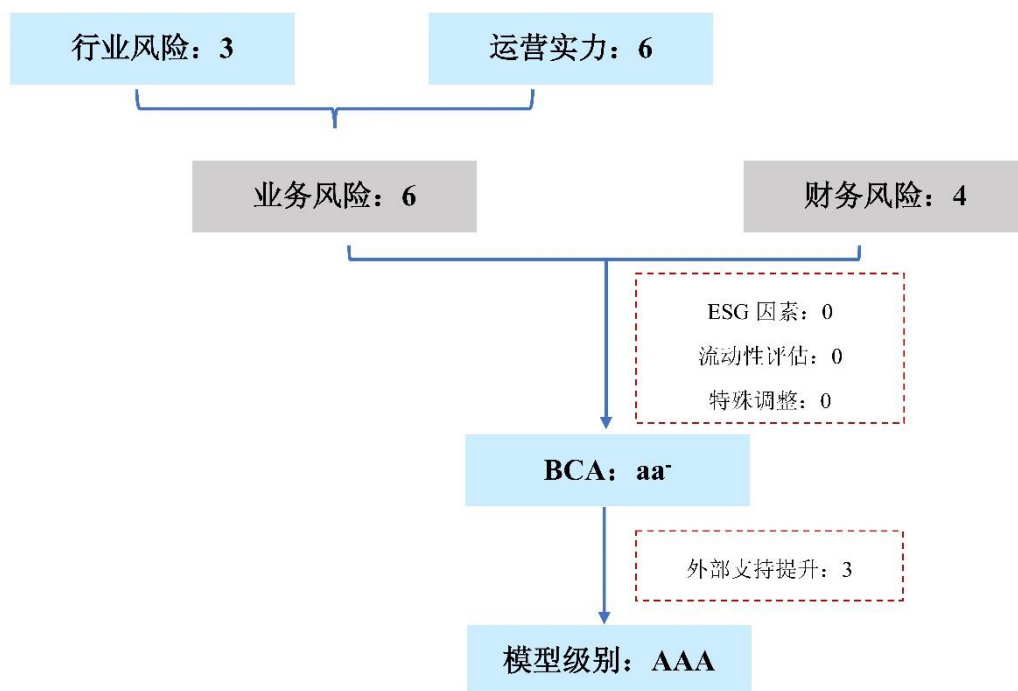 行业风险：3
运营实力：6
业务风险：6
财务风险：4
ESG 因素：0
流动性评估：0
特殊调整：0
BCA：aa-
外部支持提升：3
模型级别：AAA